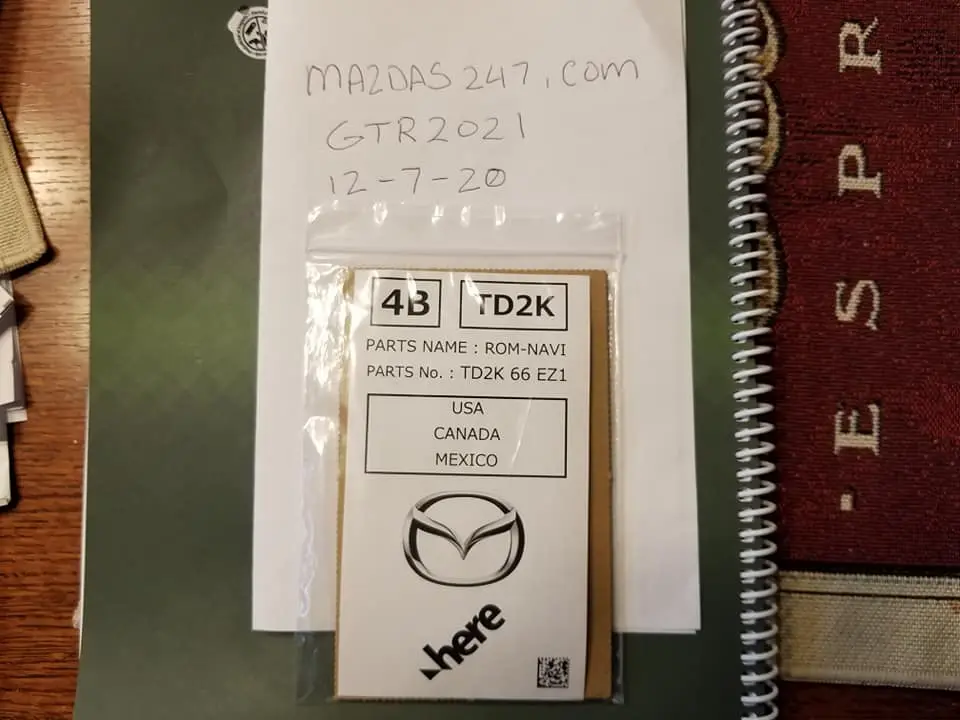 MAZDAS247.COM
GTR2021
12-7-20
4B TD2K
PARTS NAME : ROM-NAVI
PARTS No. : TD2K 66 EZ1
USA
CANADA
MEXICO
here
ESPR